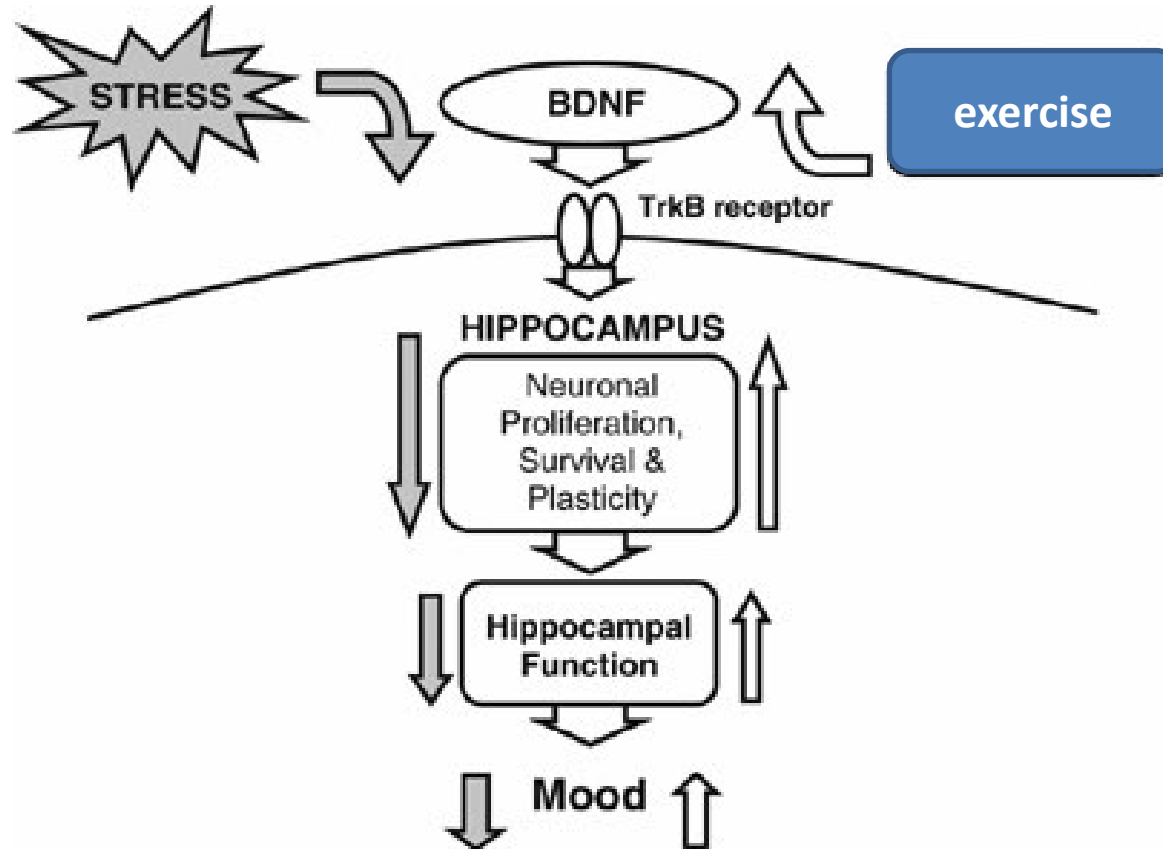 STRESS
BDNF
exercise
TrkB receptor
HIPPOCAMPUS
Neuronal
Proliferation,
Survival &
Plasticity
Hippocampal
Function
Mood